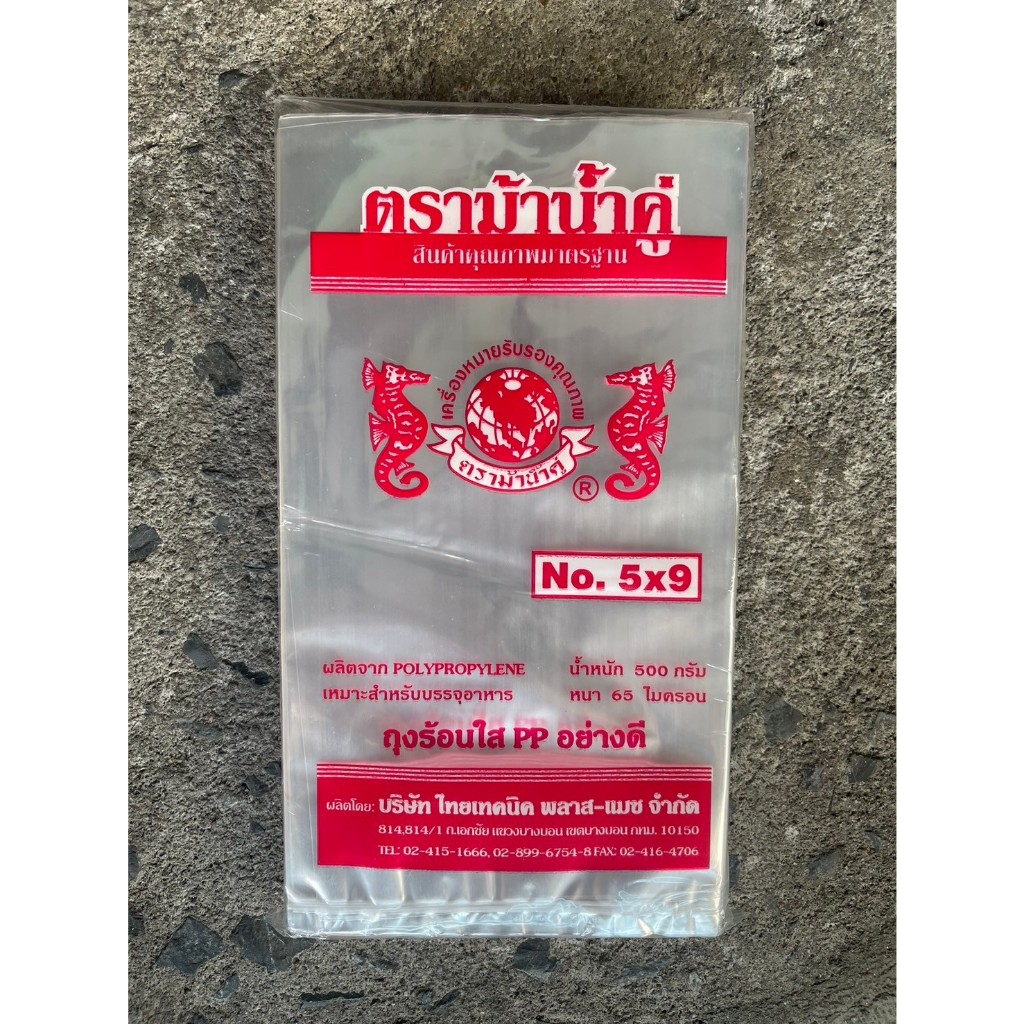 ตราม้าน้ำคู่
สินค้าคุณภาพมาตรฐาน
เครื่องหมายรับรองคุณภาพ
ตราม้าน้ำคู่
®
No. 5x9
ผลิตจาก POLYPROPYLENE น้ำหนัก 500 กรัม
เหมาะสำหรับบรรจุอาหาร หนา 65 ไมครอน
ถุงร้อนใส PP อย่างดี
ผลิตโดย: บริษัท ไทยเทคนิค พลาส-แมช จำกัด
814,814/1 ถ.เอกชัย แขวงบางบอน เขตบางบอน กทม. 10150
TEL: 02-415-1666, 02-899-6754-8 FAX: 02-416-4706